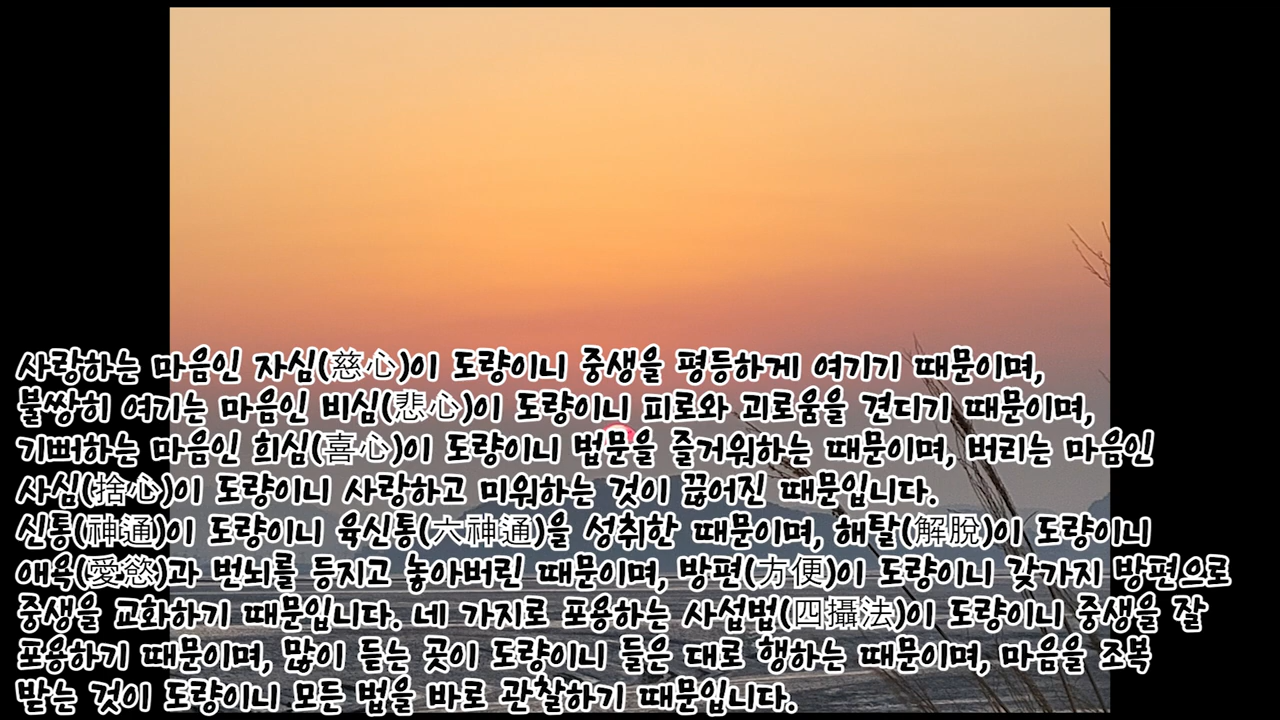 사랑하는 마음인 자심(慈心)이 도량이니 중생을 평등하게 여기기 때문이며,
불쌍히 여기는 마음인 비심(悲心)이 도량이니 피로와 괴로움을 견디기 때문이며,
기뻐하는 마음인 희심(喜心)이 도량이니 법문을 즐거워하는 때문이며, 버리는 마음인
사심(捨心)이 도량이니 사랑하고 미워하는 것이 끊어진 때문입니다.
신통(神通)이 도량이니 육신통(六神通)을 성취한 때문이며, 해탈(解脫)이 도량이니
애욕(愛慾)과 번뇌를 등지고 놓아버린 때문이며, 방편(方便)이 도량이니 갖가지 방편으로
중생을 교화하기 때문입니다. 네 가지로 포용하는 사섭법(四攝法)이 도량이니 중생을 잘
포용하기 때문이며, 많이 듣는 곳이 도량이니 들은 대로 행하는 때문이며, 마음을 조복
받는 것이 도량이니 모든 법을 바로 관찰하기 때문입니다.